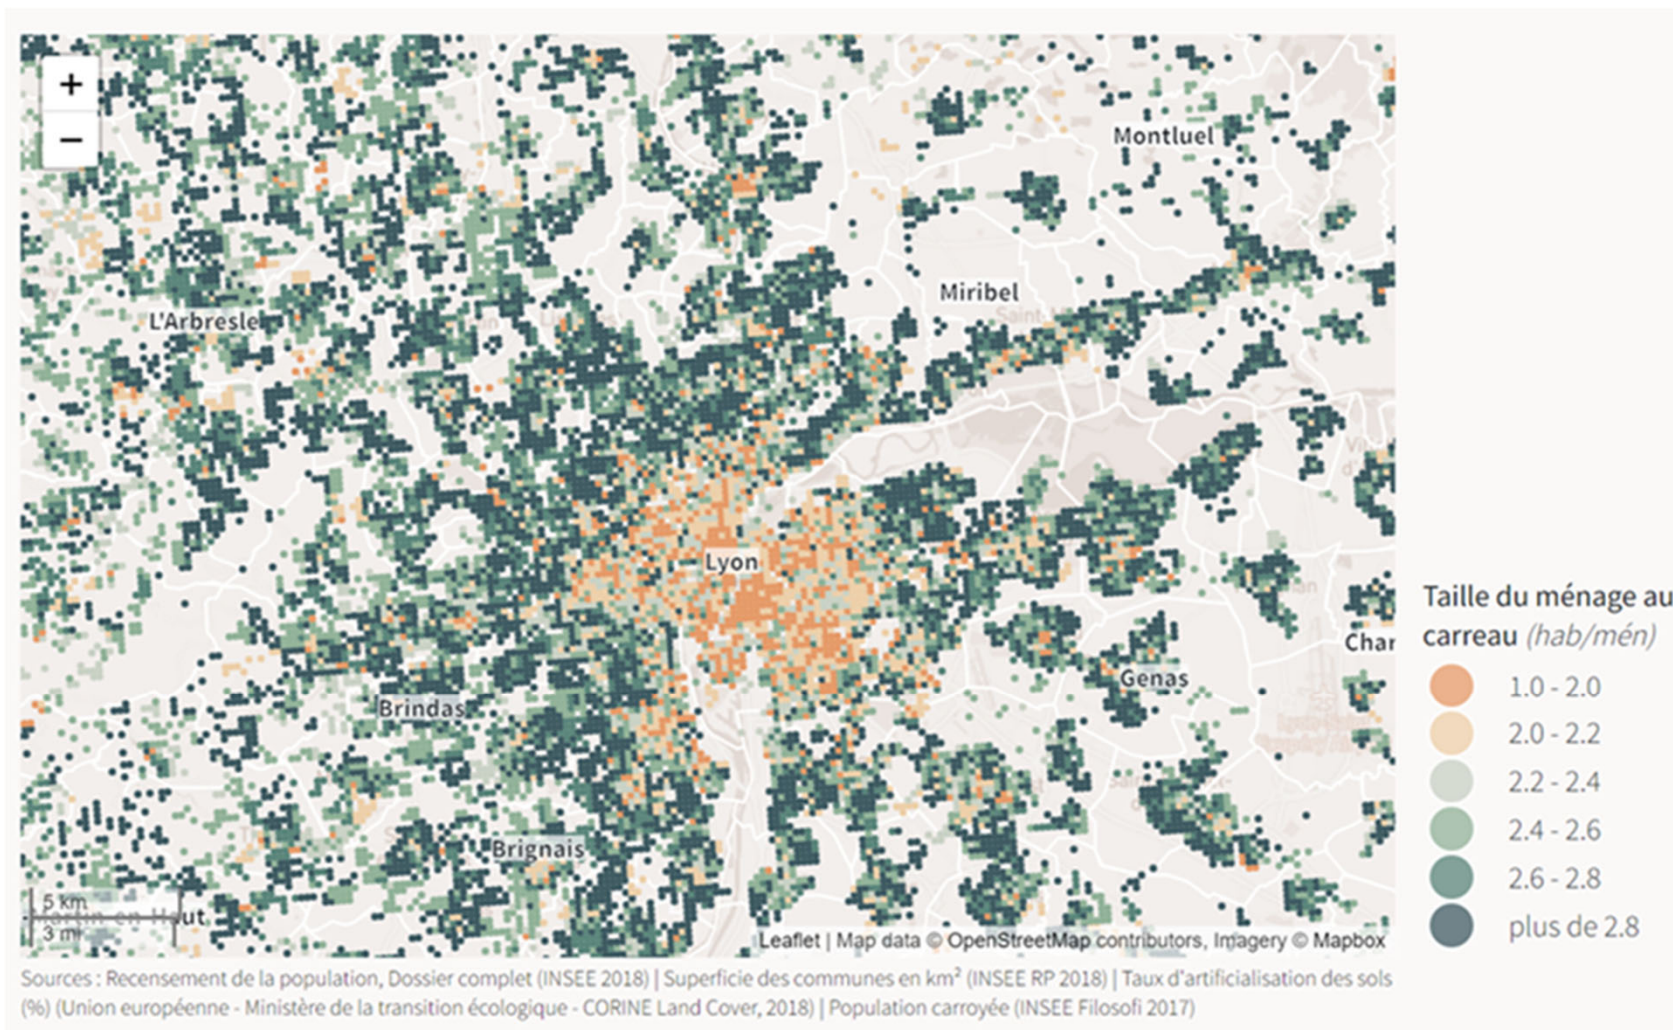 +
−
Montluel
Miribel
L'Arbresle
Lyon
Char
Genas
Brindas
Brignais
5 km
3 mi
ut
Leaflet | Map data © OpenStreetMap contributors, Imagery © Mapbox
Taille du ménage au
carreau (hab/mén)
1.0 - 2.0
2.0 - 2.2
2.2 - 2.4
2.4 - 2.6
2.6 - 2.8
plus de 2.8
Sources : Recensement de la population, Dossier complet (INSEE 2018) | Superficie des communes en km² (INSEE RP 2018) | Taux d'artificialisation des sols
(%) (Union européenne - Ministère de la transition écologique - CORINE Land Cover, 2018) | Population carroyée (INSEE Filosofi 2017)